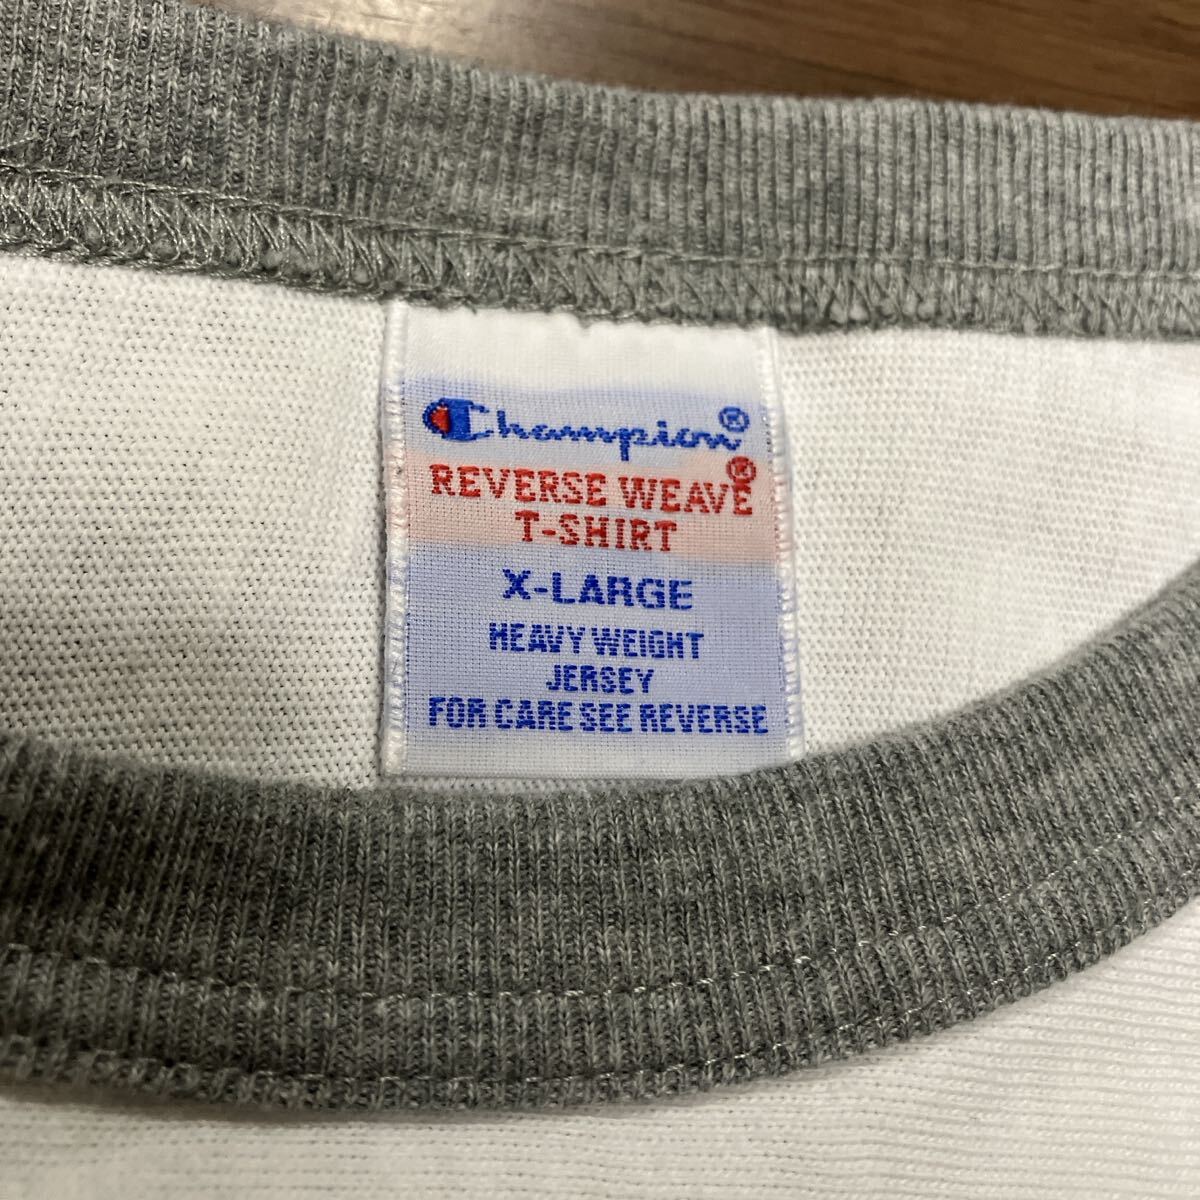 Champion®
REVERSE WEAVE®
T-SHIRT
X-LARGE
HEAVY WEIGHT
JERSEY
FOR CARE SEE REVERSE